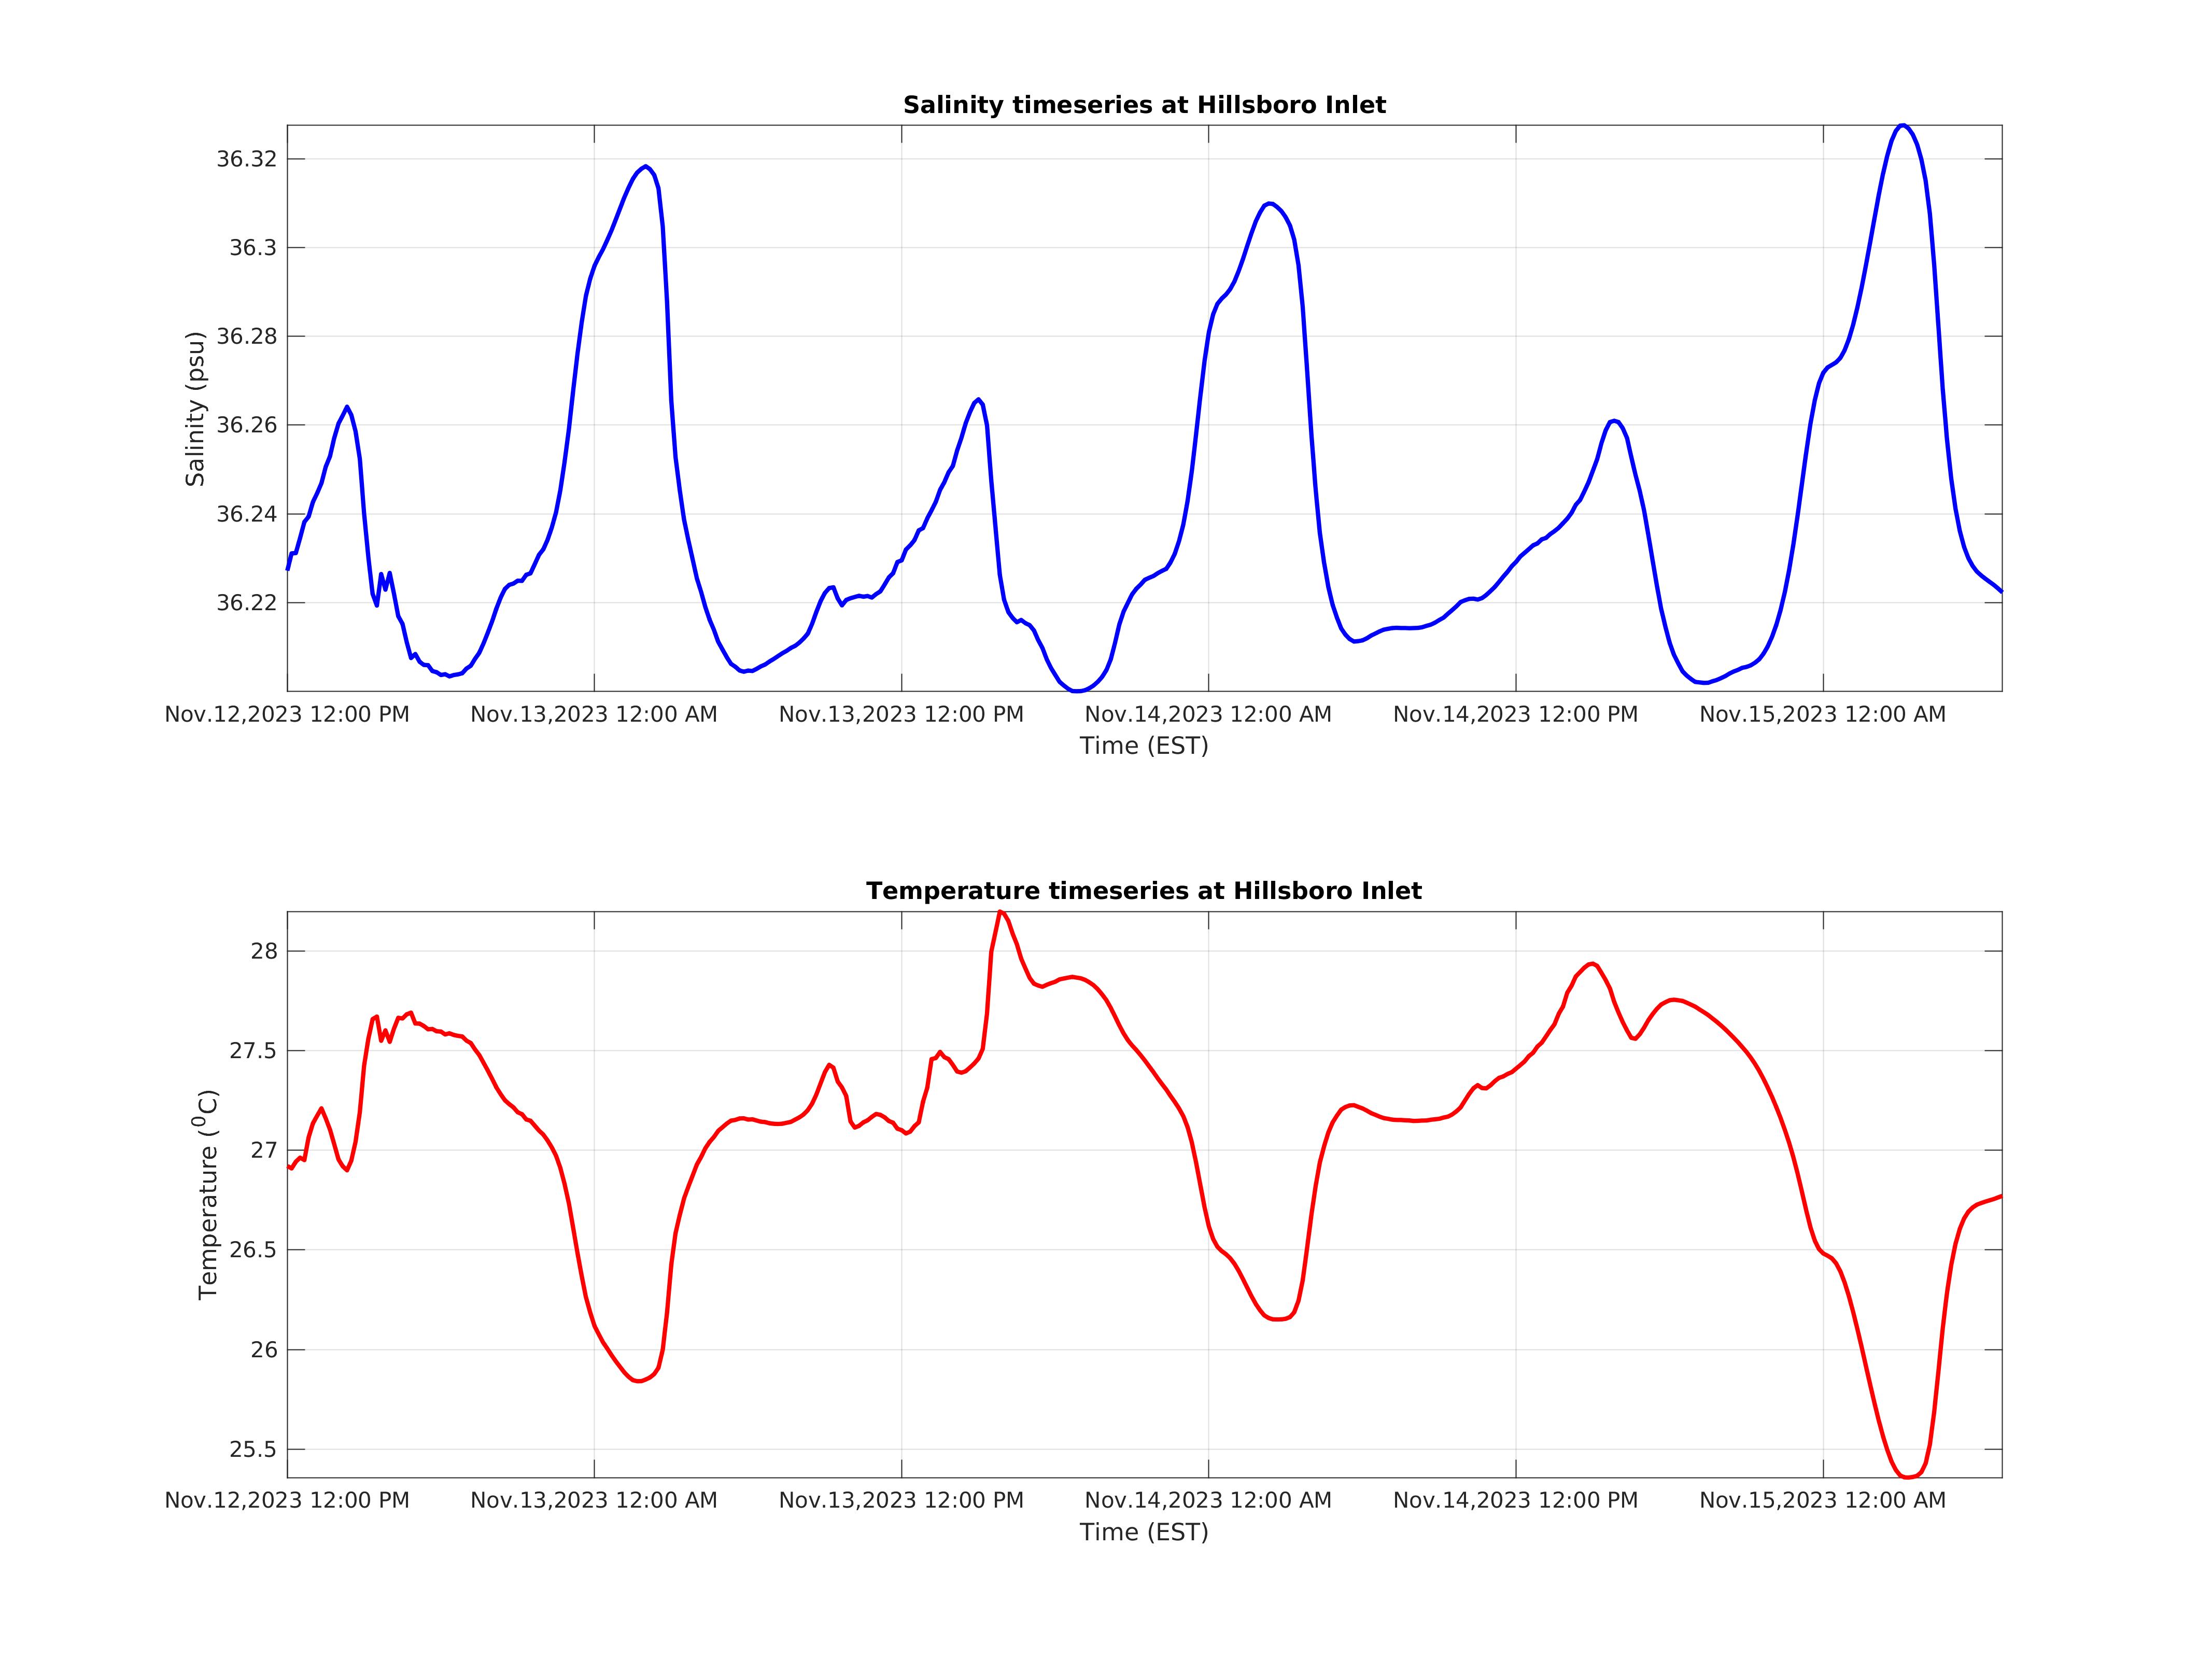 Salinity timeseries at Hillsboro Inlet
36.32
36.3
36.28
36.26
36.24
36.22
Salinity (psu)
Nov.12,2023 12:00 PM Nov.13,2023 12:00 AM Nov.13,2023 12:00 PM Nov.14,2023 12:00 AM Nov.14,2023 12:00 PM Nov.15,2023 12:00 AM
Time (EST)
Temperature timeseries at Hillsboro Inlet
28
27.5
27
26.5
26
25.5
Temperature (⁰C)
Nov.12,2023 12:00 PM Nov.13,2023 12:00 AM Nov.13,2023 12:00 PM Nov.14,2023 12:00 AM Nov.14,2023 12:00 PM Nov.15,2023 12:00 AM
Time (EST)